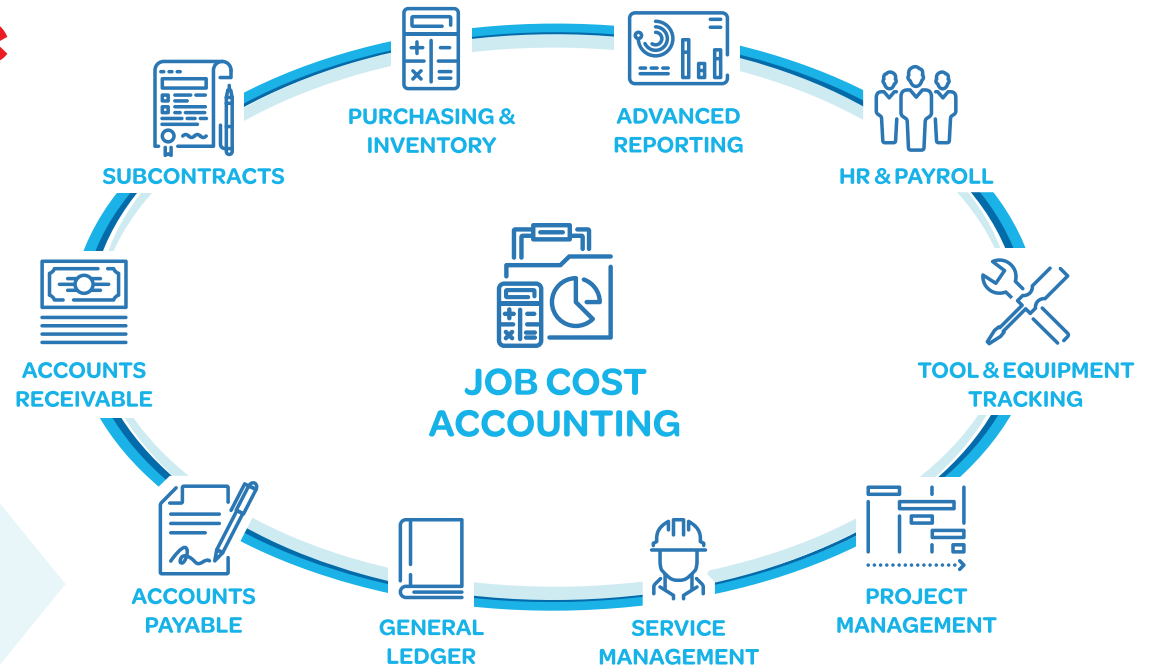 PURCHASING &
INVENTORY
ADVANCED
REPORTING
SUBCONTRACTS
HR & PAYROLL
ACCOUNTS
RECEIVABLE
JOB COST
ACCOUNTING
TOOL & EQUIPMENT
TRACKING
ACCOUNTS
PAYABLE
GENERAL
LEDGER
SERVICE
MANAGEMENT
PROJECT
MANAGEMENT